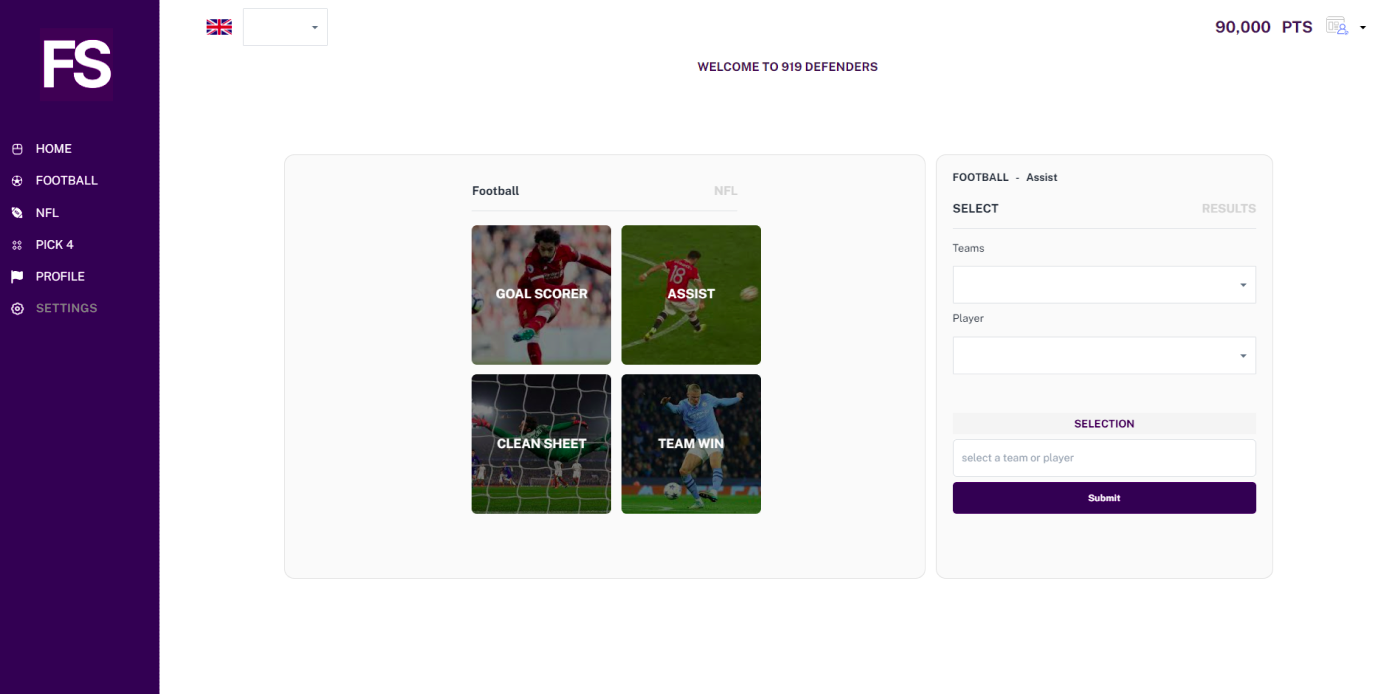 FS
HOME
FOOTBALL
NFL
PICK 4
PROFILE
SETTINGS
90,000 PTS
WELCOME TO 919 DEFENDERS
Football NFL
GOAL SCORER
ASSIST
CLEAN SHEET
TEAM WIN
18
FOOTBALL - Assist
SELECT RESULTS
Teams
Player
SELECTION
select a team or player
Submit